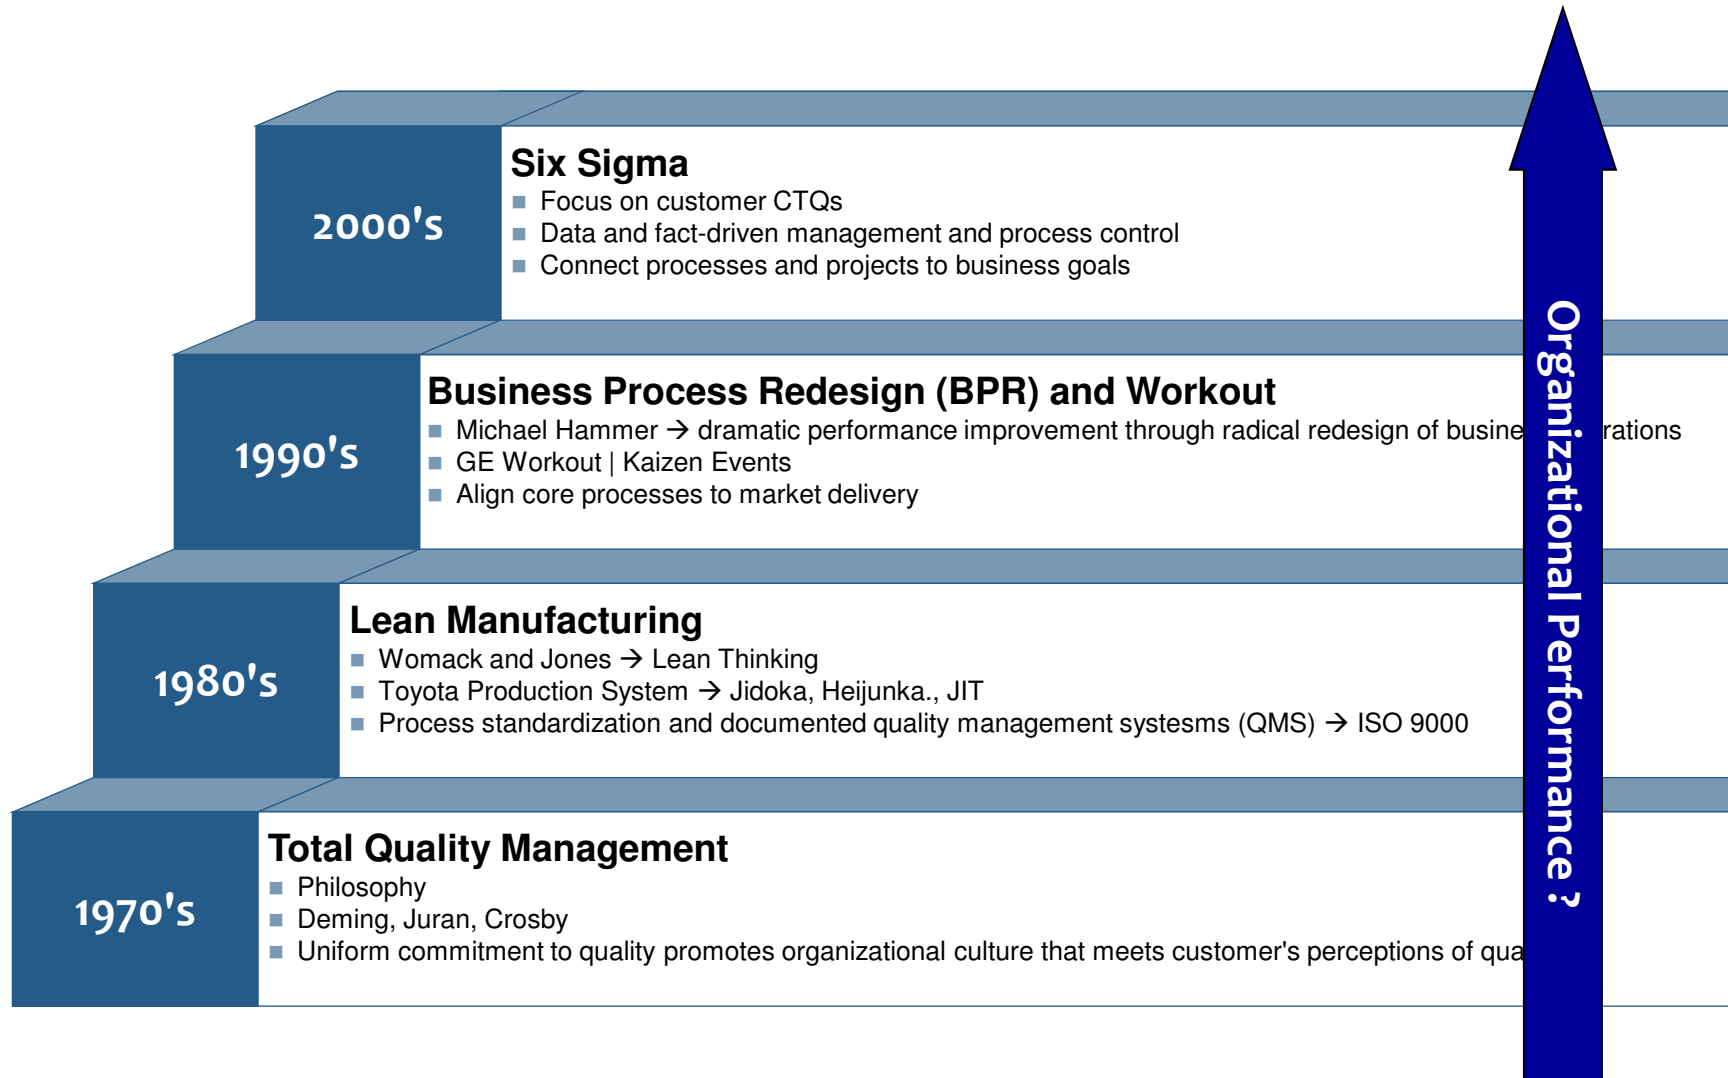 2000's
Six Sigma
Focus on customer CTQs
Data and fact-driven management and process control
Connect processes and projects to business goals
1990's
Business Process Redesign (BPR) and Workout
Michael Hammer → dramatic performance improvement through radical redesign of
GE Workout | Kaizen Events
Align core processes to market delivery
1980's
Lean Manufacturing
Womack and Jones → Lean Thinking
Toyota Production System → Jidoka, Heijunka., JIT
Process standardization and documented quality management systesms (QMS) → ISO 9000
1970's
Total Quality Management
Philosophy
Deming, Juran, Crosby
Uniform commitment to quality promotes organizational culture that meets customer's perceptions of
Organizational Performance ?